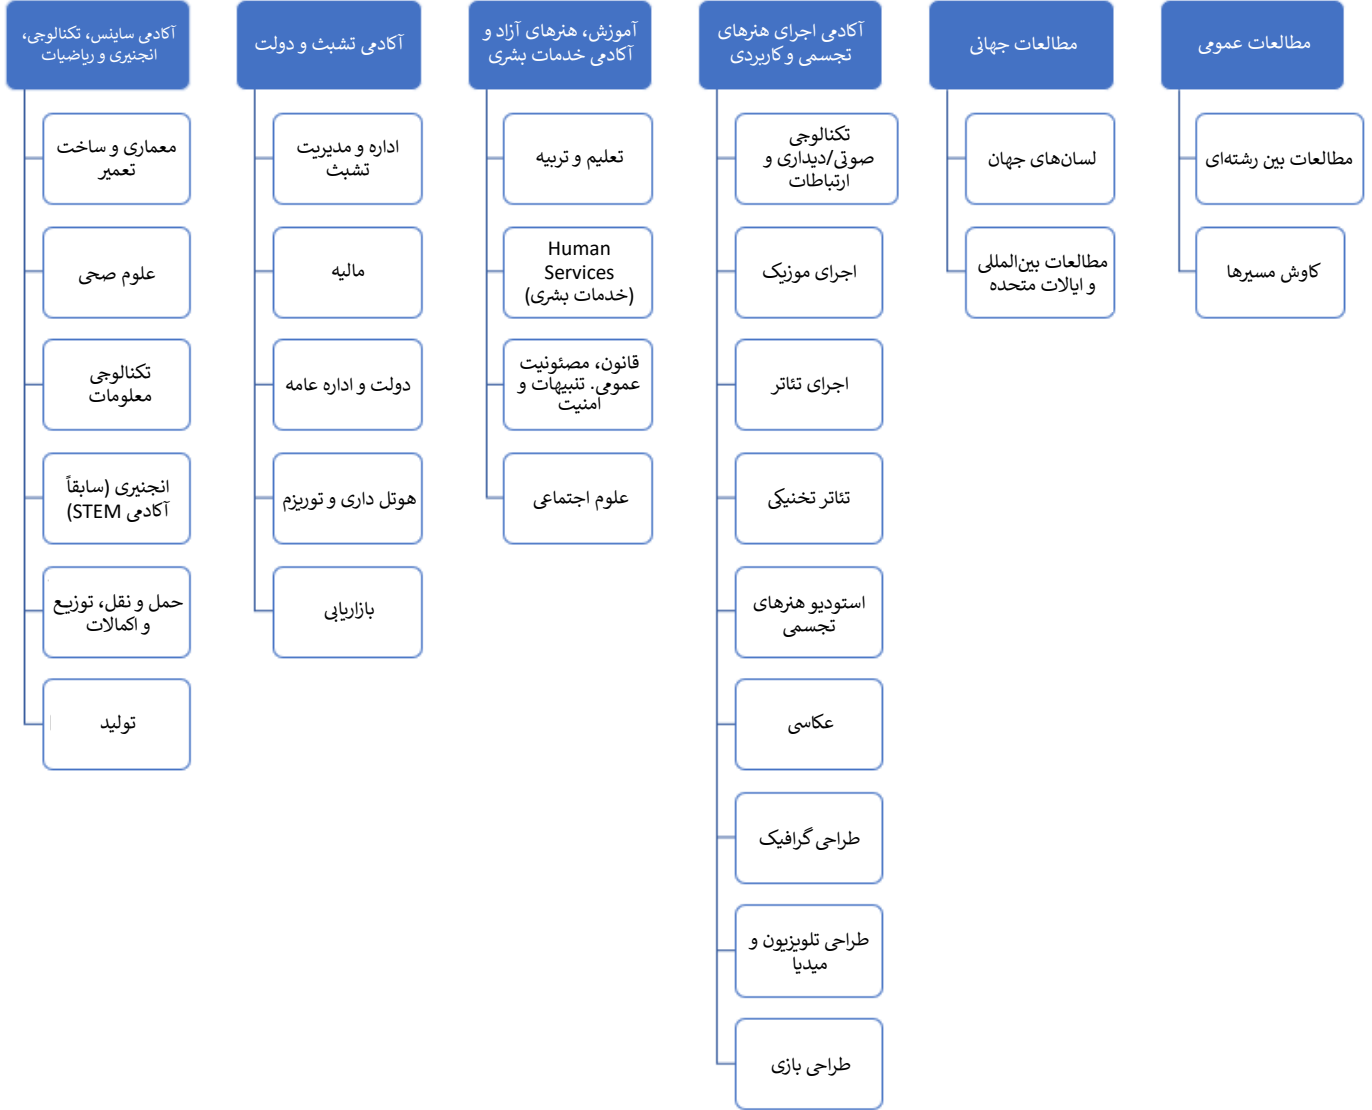 آکادمی ساینس، تکنالوجی،
انجنیری و ریاضیات
معماری و ساخت
تعمیر
علوم صحی
تکنالوجی
معلومات
انجنیری (سابقاً
آکادمی STEM)
حمل و نقل، توزیع
و اکمالات
تولید
آکادمی تشبث و دولت
اداره و مدیریت
تشبث
مالیه
دولت و اداره عامه
هوتل داری و توریزم
بازاریابی
آموزش، هنرهای آزاد و
آکادمی خدمات بشری
تعلیم و تربیه
Human
Services
(خدمات بشری)
قانون، مصئونیت
عمومی. تنبیهات و
امنیت
علوم اجتماعی
آکادمی اجرای هنرهای
تجسمی و کاربردی
تکنالوجی
صوتی/دیداری و
ارتباطات
اجرای موزیک
اجرای تئاتر
تئاتر تخنیکی
استودیو هنرهای
تجسمی
عکاسی
طراحی گرافیک
طراحی تلویزیون و
میدیا
طراحی بازی
مطالعات جهانی
لسان‌های جهان
مطالعات بین‌المللی
و ایالات متحده
مطالعات عمومی
مطالعات بین رشته‌ای
کاوش مسیرها